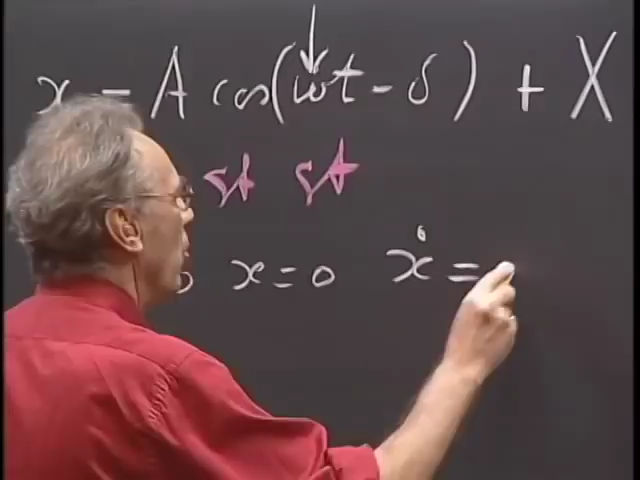 x = A cos(ωt - δ) + X
st st
x=0 ẋ =